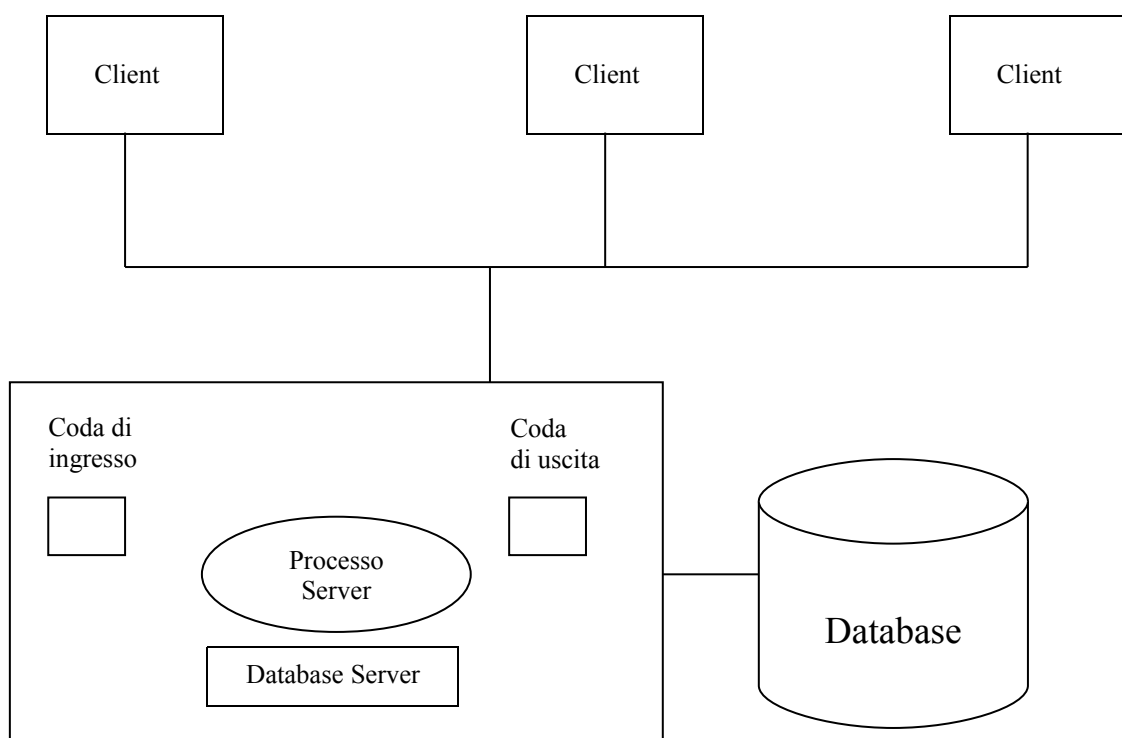 Client
Client
Client
Coda di
ingresso
Coda
di uscita
Processo
Server
Database Server
Database